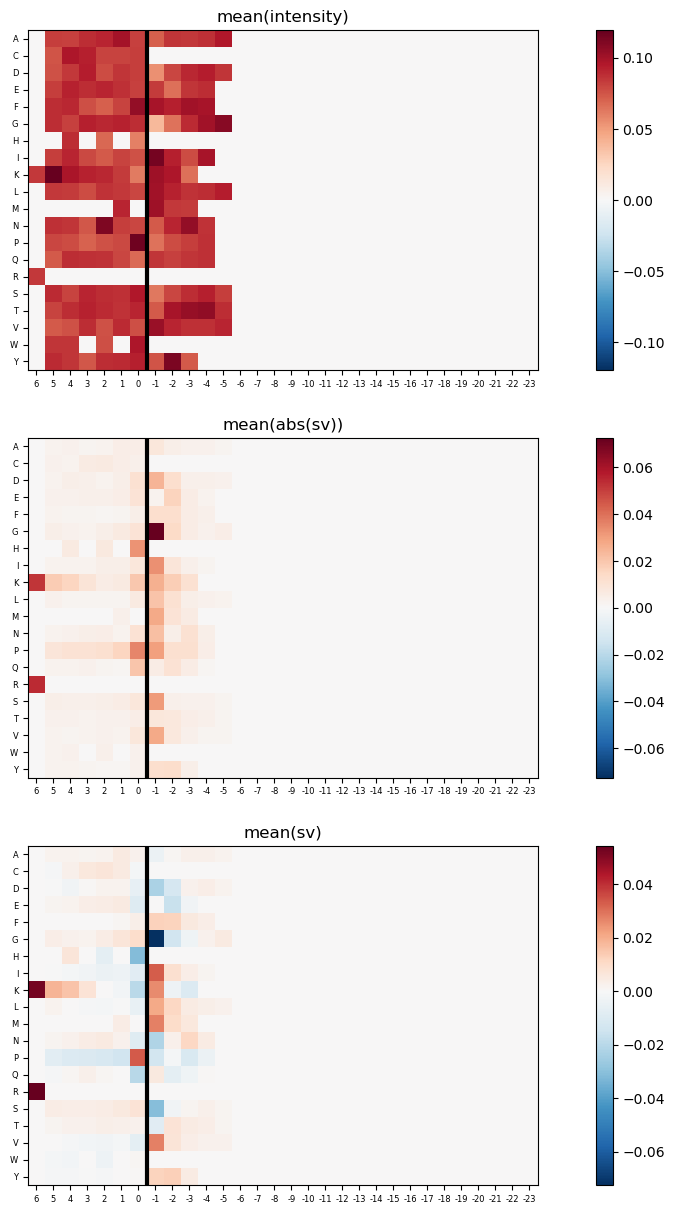 mean(intensity)
A
C
D
E
F
G
H
I
K
L
M
N
P
Q
R
S
T
V
W
Y
6 5 4 3 2 1 0 -1 -2 -3 -4 -5 -6 -7 -8 -9 -10 -11 -12 -13 -14 -15 -16 -17 -18 -19 -20 -21 -22 -23
0.10
0.05
0.00
−0.05
−0.10
mean(abs(sv))
A
C
D
E
F
G
H
I
K
L
M
N
P
Q
R
S
T
V
W
Y
6 5 4 3 2 1 0 -1 -2 -3 -4 -5 -6 -7 -8 -9 -10 -11 -12 -13 -14 -15 -16 -17 -18 -19 -20 -21 -22 -23
0.06
0.04
0.02
0.00
−0.02
−0.04
−0.06
mean(sv)
A
C
D
E
F
G
H
I
K
L
M
N
P
Q
R
S
T
V
W
Y
6 5 4 3 2 1 0 -1 -2 -3 -4 -5 -6 -7 -8 -9 -10 -11 -12 -13 -14 -15 -16 -17 -18 -19 -20 -21 -22 -23
0.04
0.02
0.00
−0.02
−0.04
−0.06